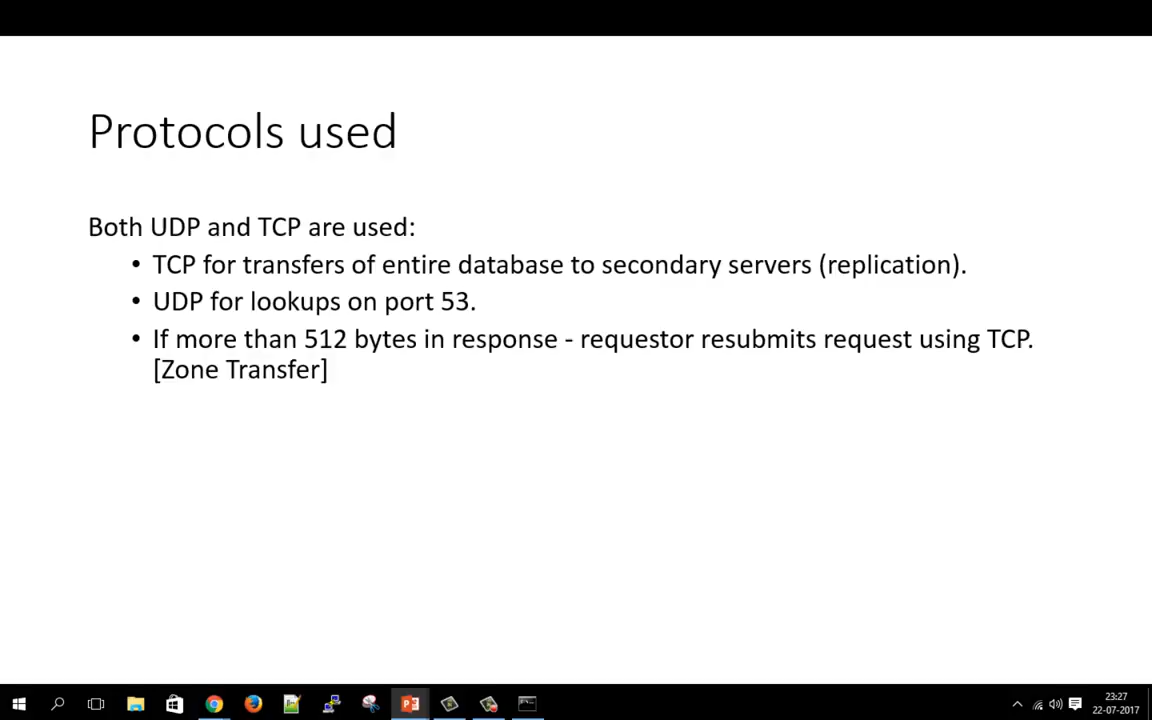 Protocols used
Both UDP and TCP are used:
• TCP for transfers of entire database to secondary servers (replication).
• UDP for lookups on port 53.
• If more than 512 bytes in response - requestor resubmits request using TCP.
[Zone Transfer]
23:27
22-07-2017